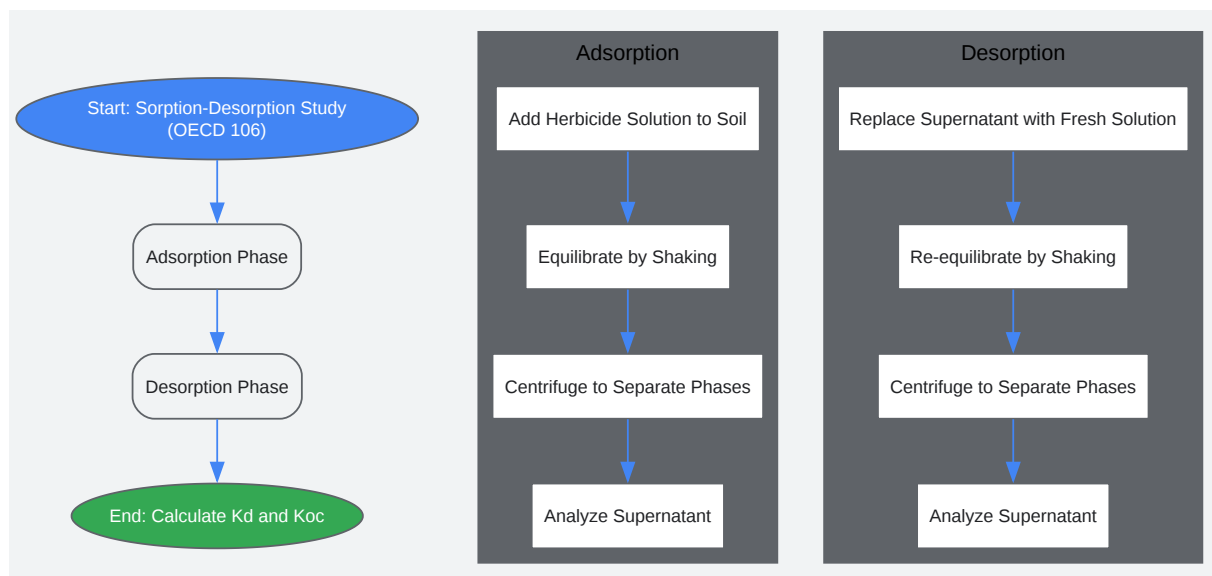 Start: Sorption-Desorption Study
(OECD 106)
Adsorption Phase
Desorption Phase
End: Calculate Kd and Koc
Adsorption
Add Herbicide Solution to Soil
Equilibrate by Shaking
Centrifuge to Separate Phases
Analyze Supernatant
Desorption
Replace Supernatant with Fresh Solution
Re-equilibrate by Shaking
Centrifuge to Separate Phases
Analyze Supernatant